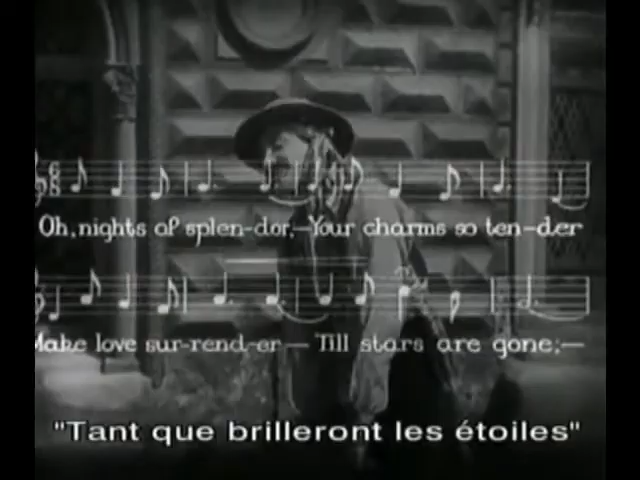 Oh, nights of splen-dor,-Your charms so ten-der
Make love sur-rend-er- Till stars are gone;-
"Tant que brilleront les étoiles"